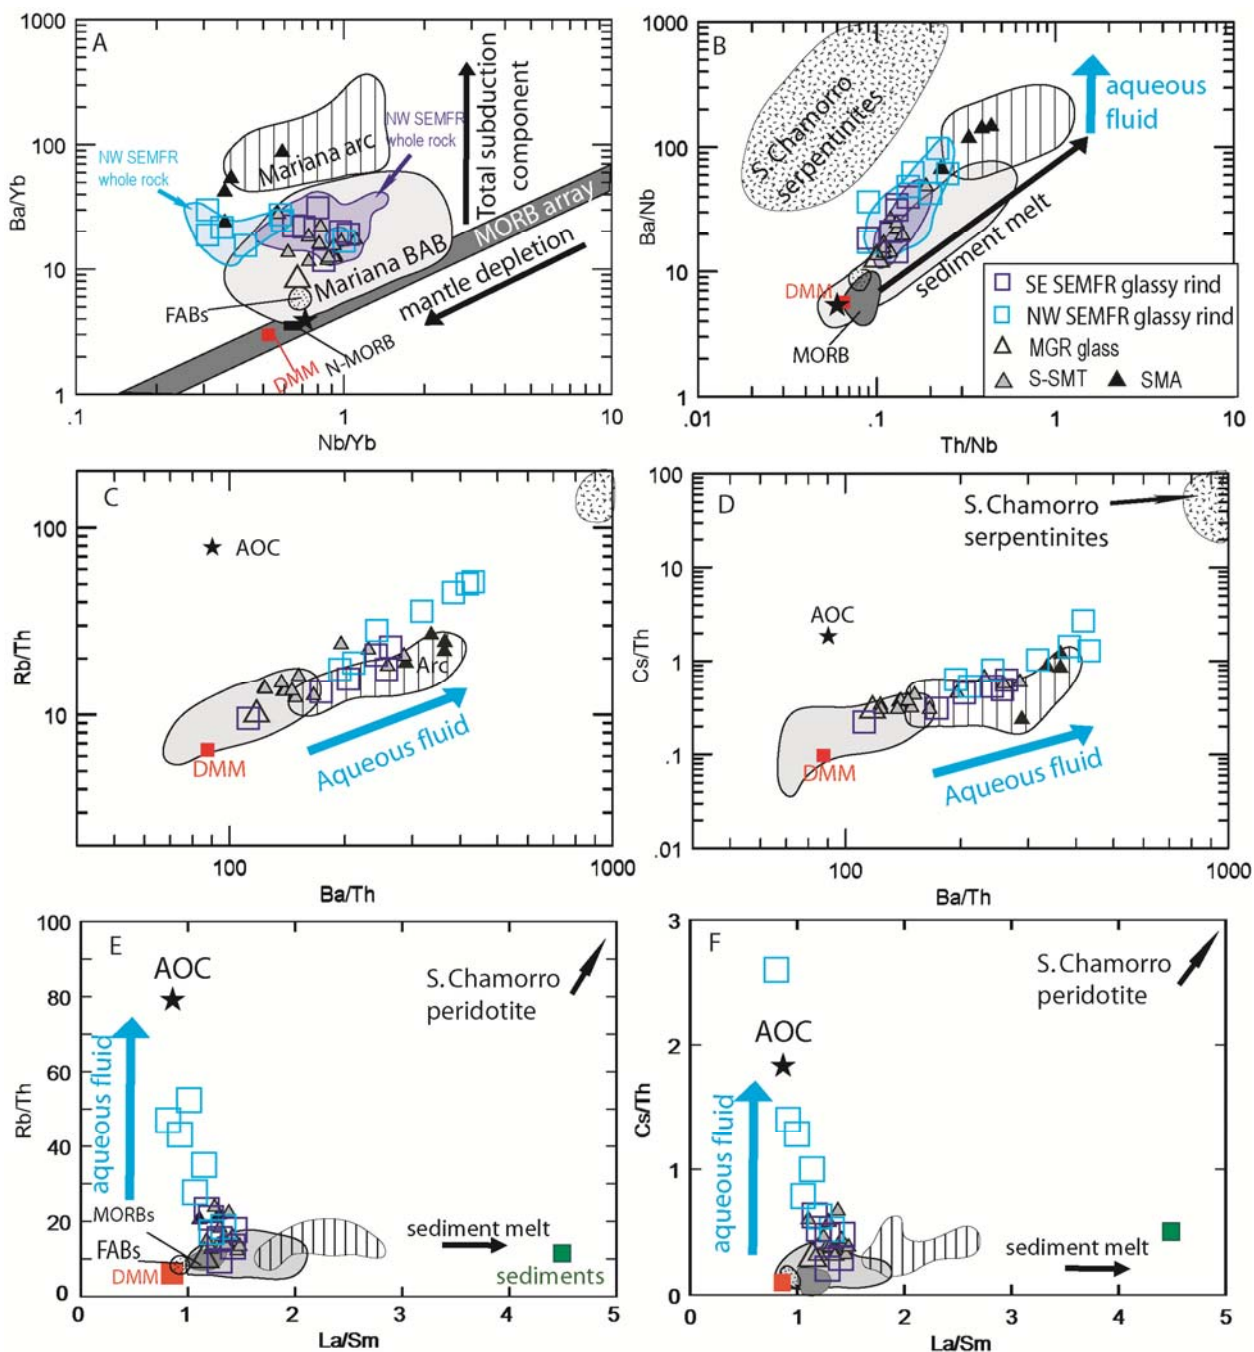 A
1000
100
10
1
Ba/Yb
.1
1
10
Nb/Yb
NW SEMFR
whole rock
Mariana arc
NW SEMFR
whole rock
Total subduction
component
MORB array
mantle depletion
Mariana BAB
FABs
N-MORB
DMM
B
1000
100
10
1
Ba/Nb
.01
0.1
1
10
Th/Nb
S. Chamorro
serpentinites
aqueous
fluid
sediment melt
DMM
MORB
SE SEMFR glassy rind
NW SEMFR glassy rind
MGR glass
S-SMT
SMA
C
100
10
Rb/Th
100
1000
Ba/Th
AOC
Arc
DMM
Aqueous fluid
D
100
10
1
0.1
.01
Cs/Th
100
1000
Ba/Th
S. Chamorro
serpentinites
AOC
DMM
Aqueous fluid
E
100
80
60
40
20
0
Rb/Th
0
1
2
3
4
5
La/Sm
AOC
S. Chamorro
peridotite
aqueous fluid
MORBs
FABs
DMM
sediment melt
sediments
F
3
2
1
0
Cs/Th
0
1
2
3
4
5
La/Sm
S. Chamorro
peridotite
AOC
aqueous fluid
sediment melt